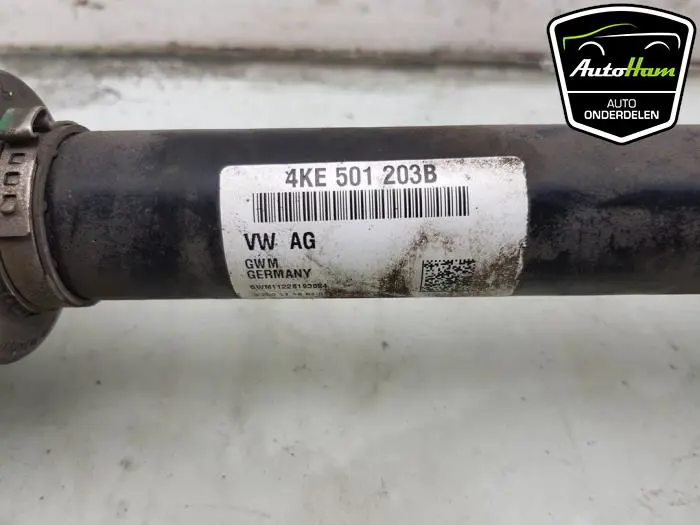 AutoHam
AUTO
ONDERDELEN
4KE 501 203B
VW AG
GWM
GERMANY